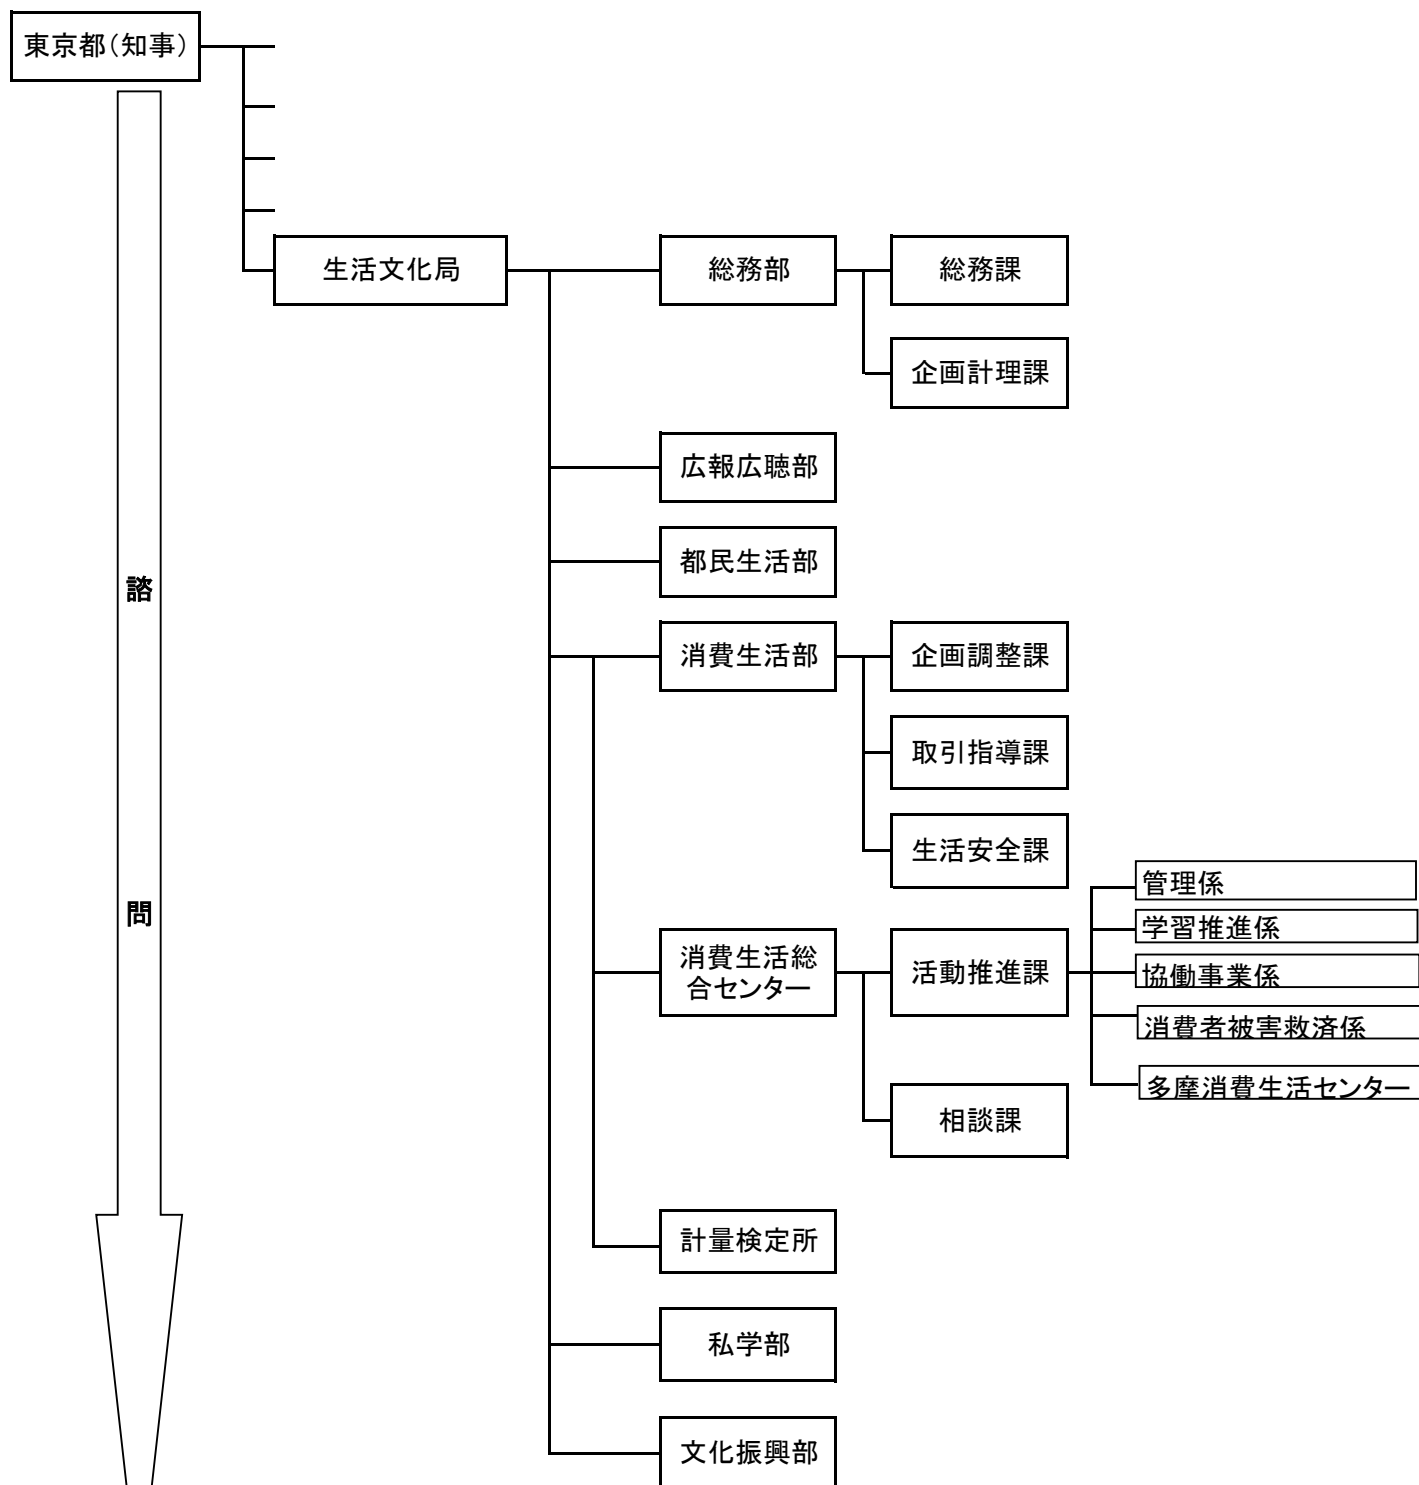 東京都(知事)
生活文化局
総務部
総務課
企画計理課
広報広聴部
都民生活部
諮
問
消費生活部
企画調整課
取引指導課
生活安全課
消費生活総
合センター
活動推進課
管理係
学習推進係
協働事業係
消費者被害救済係
多摩消費生活センター
相談課
計量検定所
私学部
文化振興部